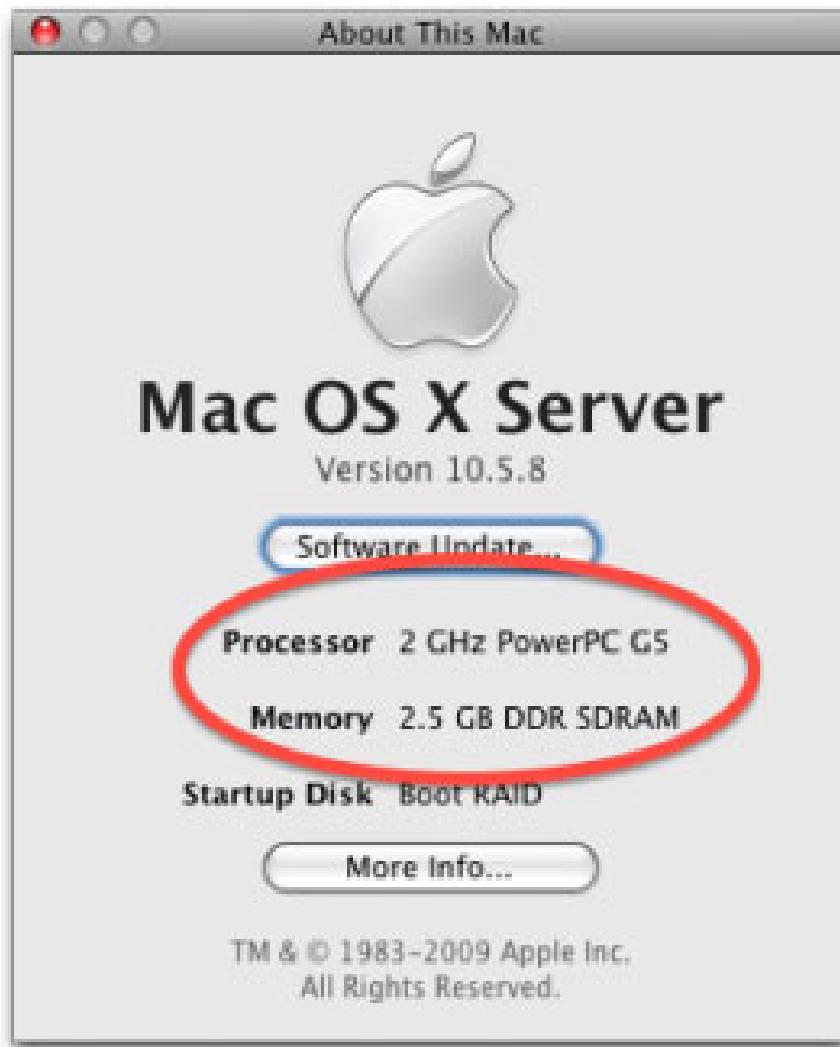 About This Mac
Mac OS X Server
Version 10.5.8
Software Update...
Processor 2 GHz PowerPC G5
Memory 2.5 GB DDR SDRAM
Startup Disk Boot RAID
More Info...
TM & © 1983–2009 Apple Inc.
All Rights Reserved.